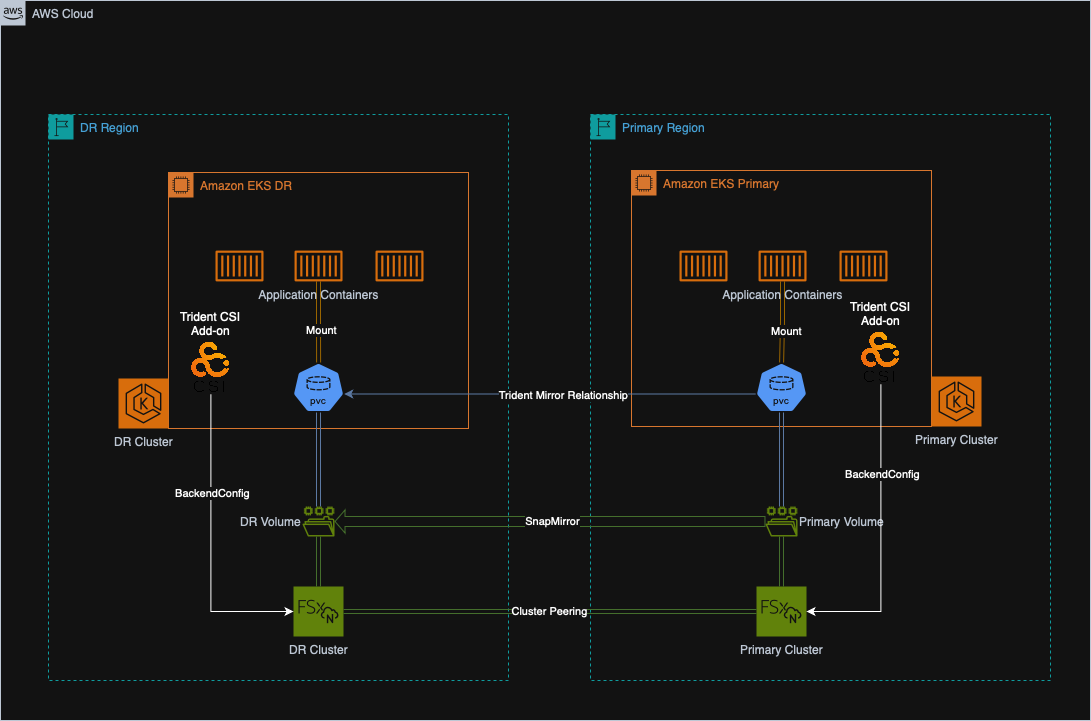 aws
AWS Cloud
DR Region
Primary Region
Amazon EKS DR
Amazon EKS Primary
Application Containers
Application Containers
Trident CSI
Add-on
Trident CSI
Add-on
Mount
Mount
CSI
CSI
pvc
pvc
Trident Mirror Relationship
K
K
DR Cluster
Primary Cluster
BackendConfig
BackendConfig
DR Volume
SnapMirror
Primary Volume
FSx
N
Cluster Peering
FSx
N
DR Cluster
Primary Cluster